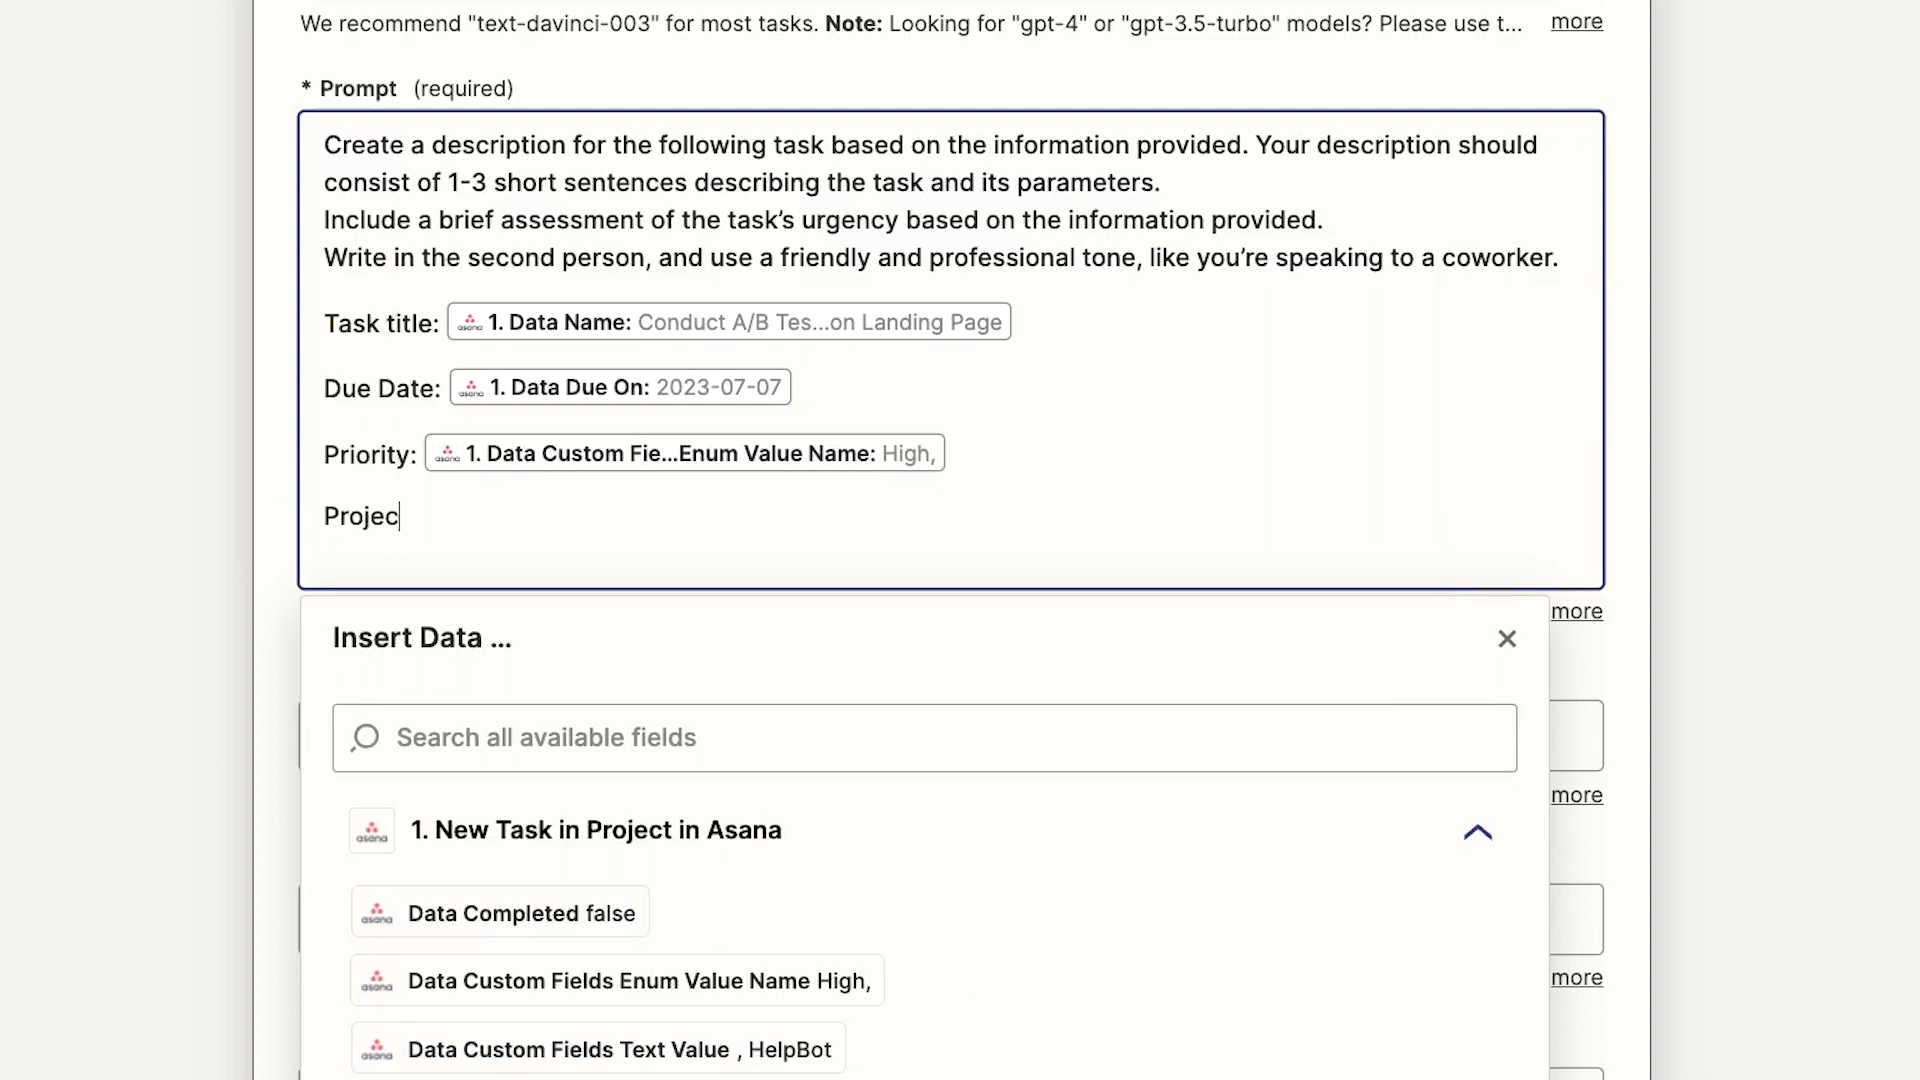 We recommend "text-davinci-003" for most tasks. Note: Looking for "gpt-4" or "gpt-3.5-turbo" models? Please use t... more
* Prompt (required)
Create a description for the following task based on the information provided. Your description should
consist of 1-3 short sentences describing the task and its parameters.
Include a brief assessment of the task’s urgency based on the information provided.
Write in the second person, and use a friendly and professional tone, like you’re speaking to a coworker.
Task title: asana 1. Data Name: Conduct A/B Tes...on Landing Page
Due Date: asana 1. Data Due On: 2023-07-07
Priority: asana 1. Data Custom Fie...Enum Value Name: High,
Projec
more
Insert Data ...
Search all available fields
more
asana 1. New Task in Project in Asana
asana Data Completed false
more
asana Data Custom Fields Enum Value Name High,
asana Data Custom Fields Text Value , HelpBot